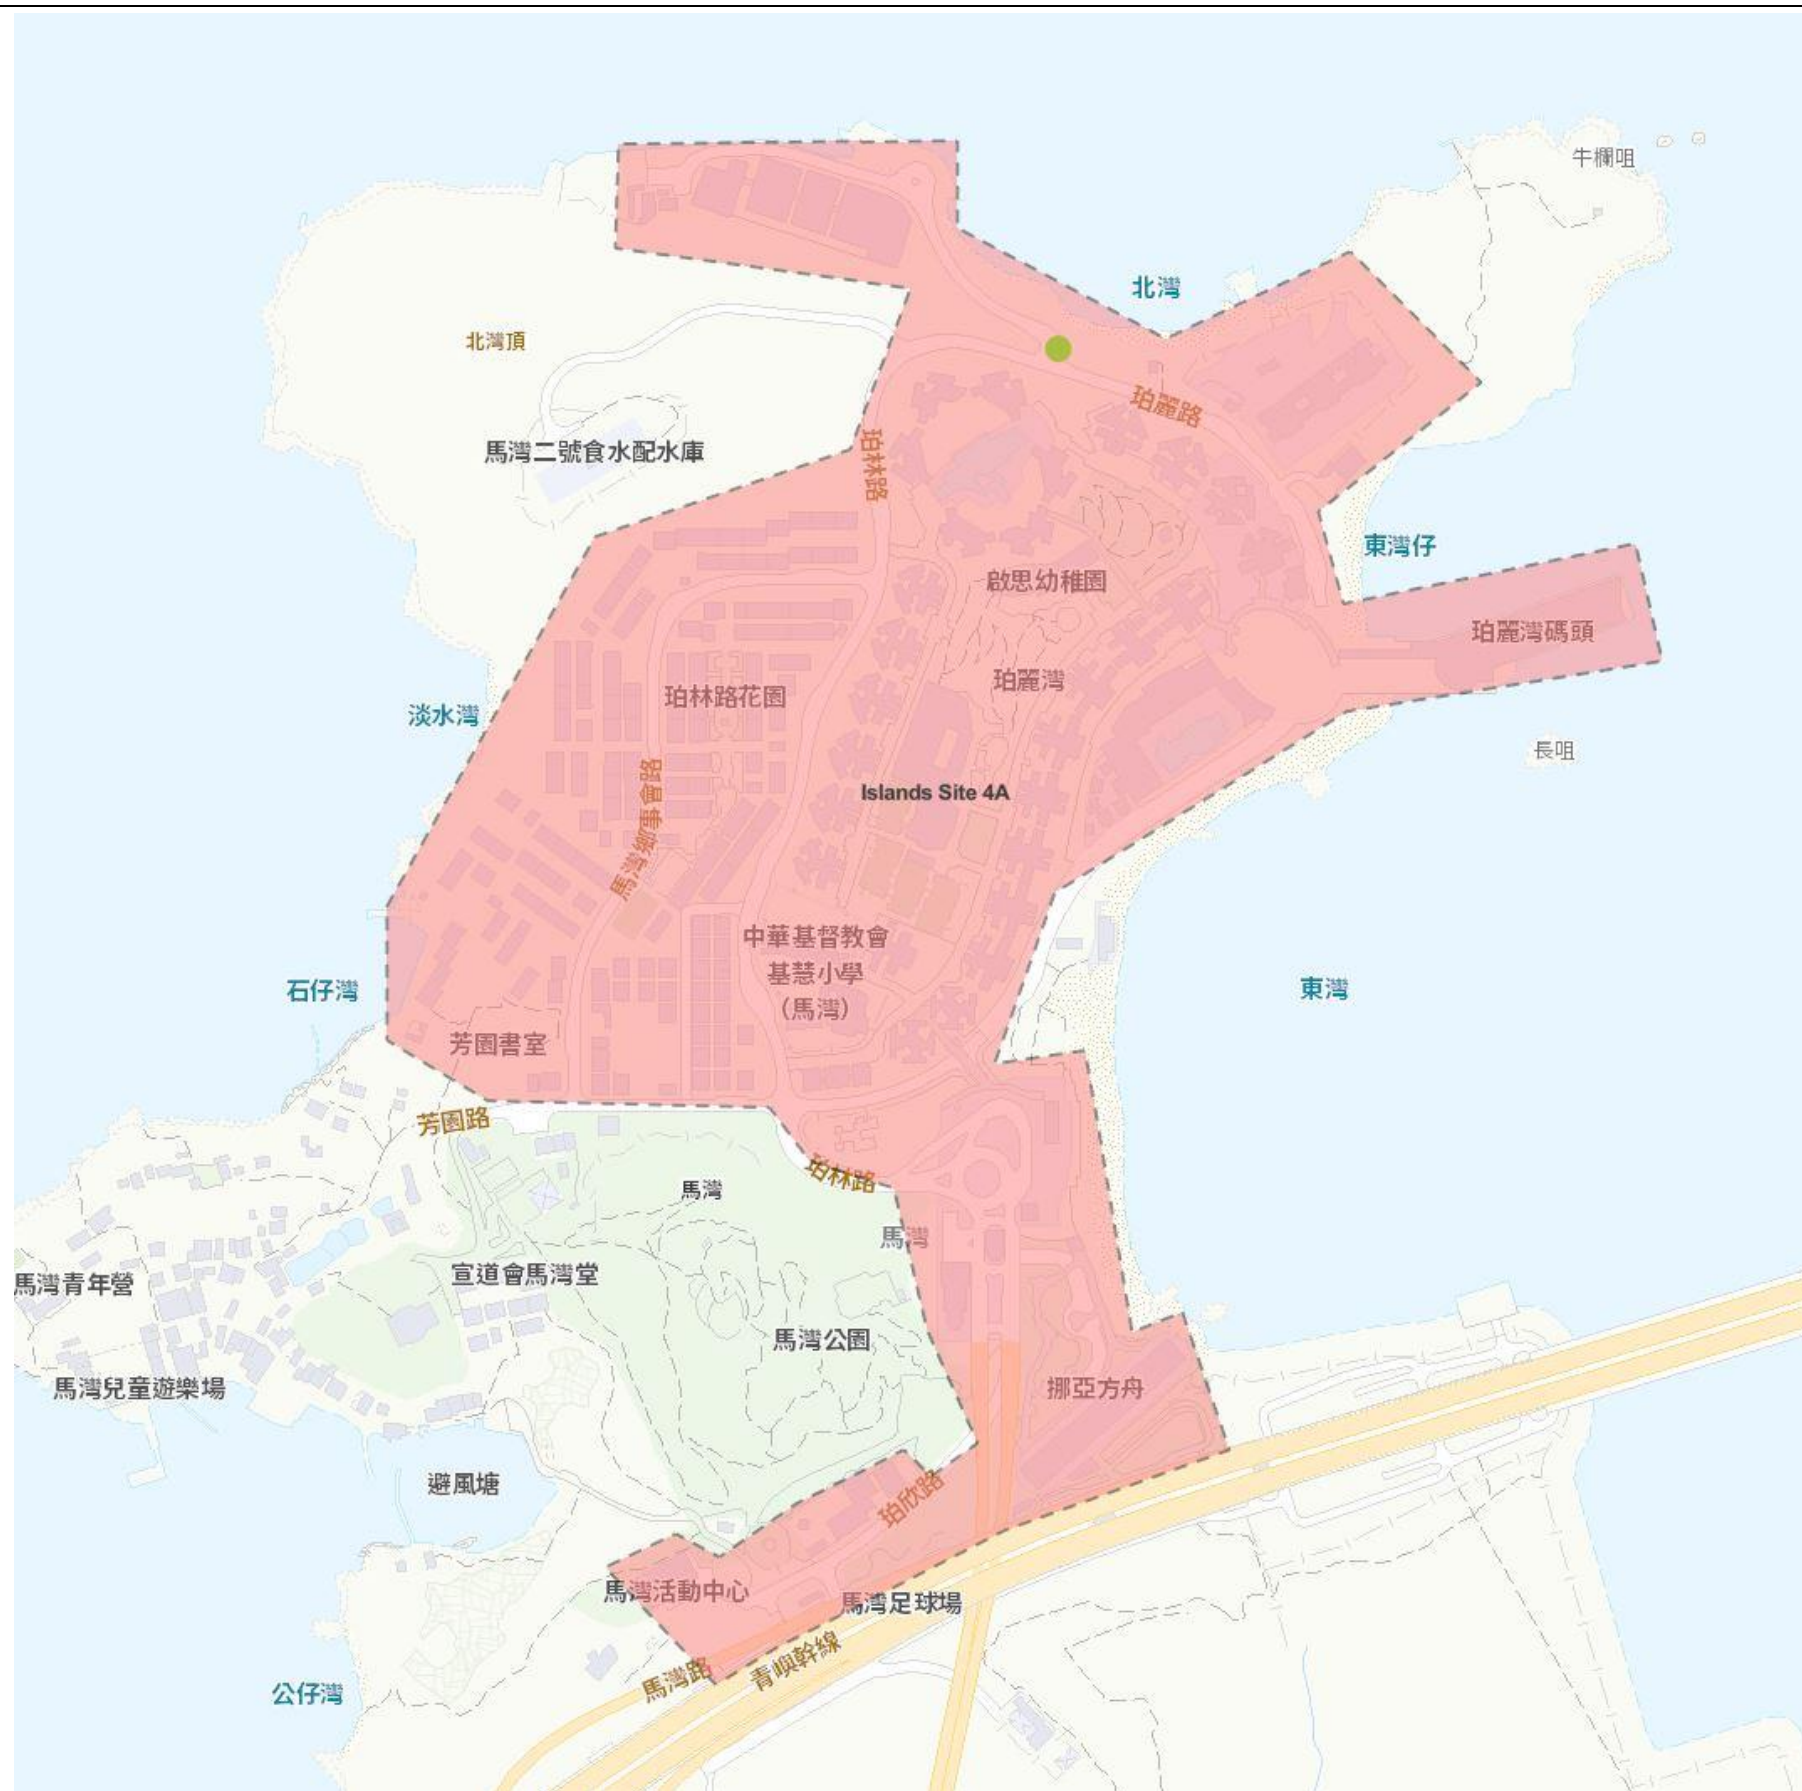 牛欄咀
北灣
北灣頂
珀麗路
馬灣二號食水配水庫
珀林路
東灣仔
啟思幼稚園
珀麗灣碼頭
珀麗灣
珀林路花園
淡水灣
長咀
馬灣鄉事會路
Islands Site 4A
中華基督教會
基慧小學
（馬灣）
石仔灣
東灣
芳園書室
芳園路
珀林路
馬灣
馬灣
宣道會馬灣堂
馬灣青年營
馬灣公園
馬灣兒童遊樂場
挪亞方舟
避風塘
珀欣路
馬灣活動中心
馬灣足球場
青嶼幹線
馬灣路
公仔灣